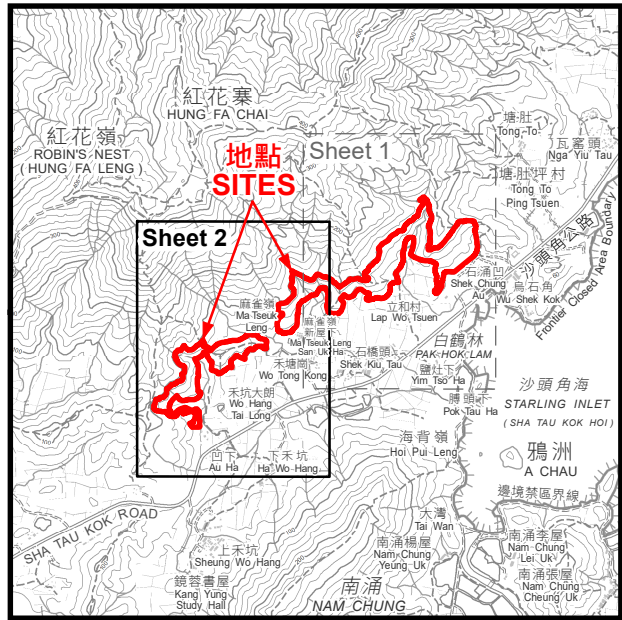 紅花寨
HUNG FA CHAI
紅花嶺
ROBIN'S NEST
(HUNG FA LENG)
地點
SITES
Sheet 1
塘肚
Tong To
瓦窰頭
Nga Yiu Tau
塘肚坪村
Tong To
Ping Tsuen
沙頭角公路
Frontier Closed Area Boundary
Sheet 2
石涌凹
Shek Chung
Au
烏石角
Wu Shek Kok
麻雀嶺
Ma Tseuk
Leng
立和村
Lap Wo Tsuen
麻雀嶺
新屋
Ma Tseuk Leng
San Uk Ha
白鶴林
PAK HOK LAM
石橋頭
Shek Kiu Tau
禾塘崗
Wo Tong Kong
鹽灶下
Yim Tso Ha
沙頭角海
STARLING INLET
(SHA TAU KOK HOI)
禾坑大朗
Wo Hang
Tai Long
膊頭下
Pok Tau Ha
海背嶺
Hoi Pui Leng
鴉洲
A CHAU
凹下
Au Ha
下禾坑
Ha Wo Hang
邊境禁區界線
SHA TAU KOK ROAD
大灣
Tai Wan
上禾坑
Sheung Wo Hang
南涌楊屋
Nam Chung
Yeung Uk
南涌李屋
Nam Chung
Lei Uk
鏡蓉書屋
Kang Yung
Study Hall
南涌
NAM CHUNG
南涌張屋
Nam Chung
Cheung Uk